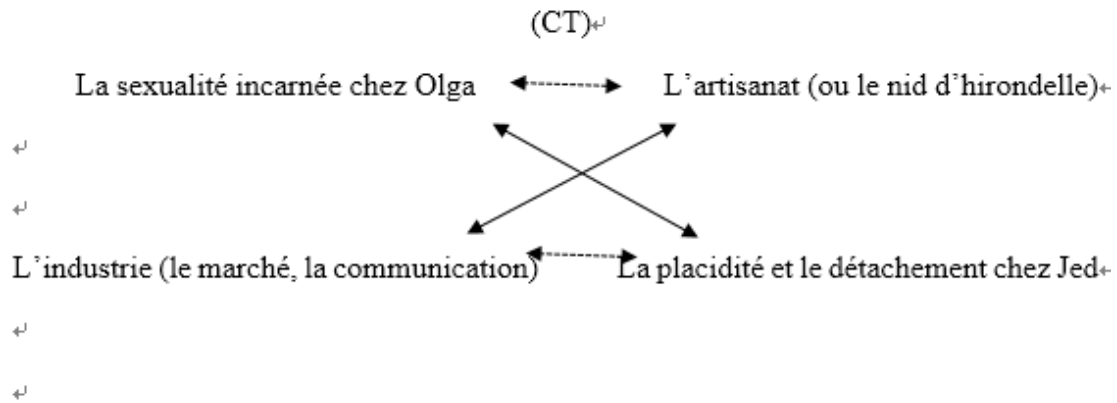 (CT)
La sexualité incarnée chez Olga L'artisanat (ou le nid d'hirondelle)
L'industrie (le marché, la communication) La placidité et le détachement chez Jed